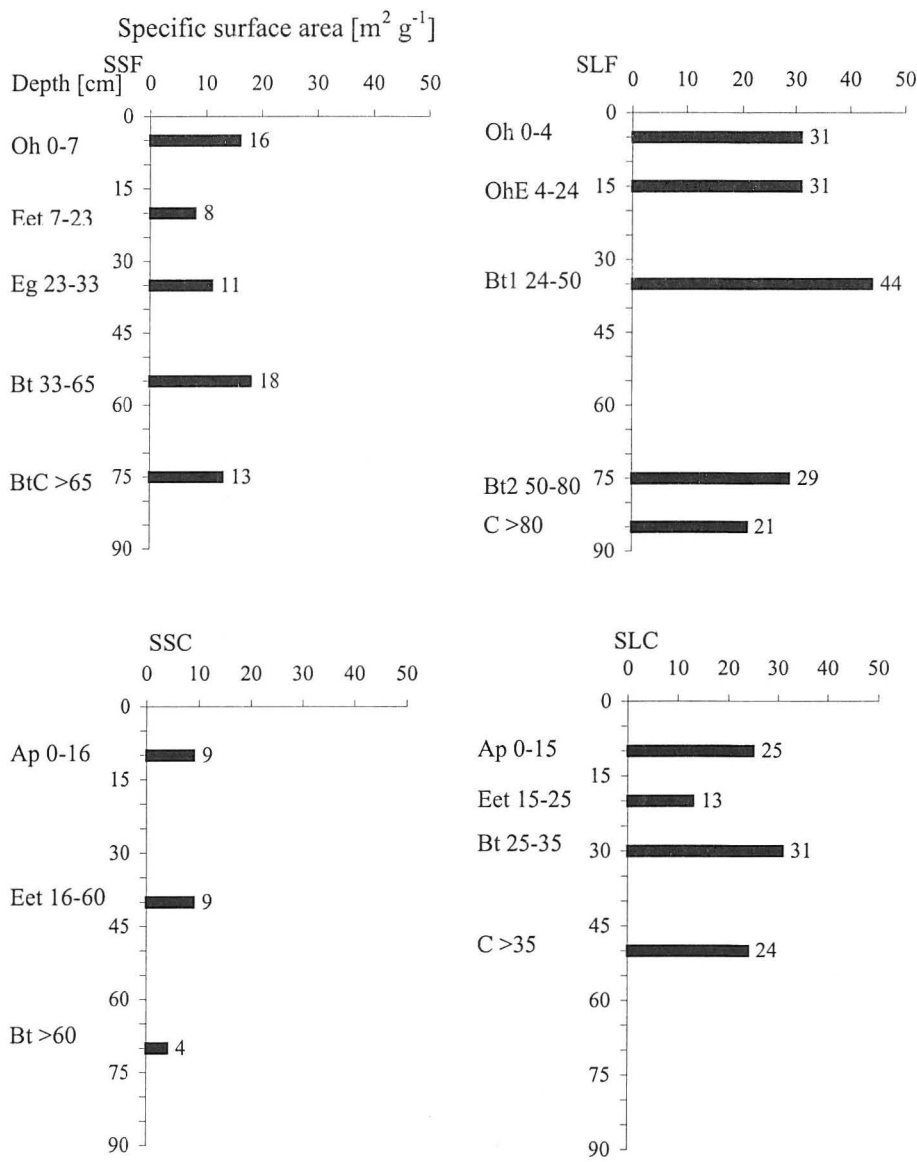 Specific surface area [m² g⁻¹]
SSF
0 10 20 30 40 50
Depth [cm]
0
Oh 0-7
16
15
Eet 7-23
8
30
Eg 23-33
11
45
Bt 33-65
18
60
BtC >65
75
13
90
SLF
0 10 20 30 40 50
0
Oh 0-4
31
OhE 4-24
15
31
30
Bt1 24-50
44
45
60
75
Bt2 50-80
29
C >80
21
90
SSC
0 10 20 30 40 50
0
Ap 0-16
9
15
30
Eet 16-60
9
45
60
Bt >60
4
75
90
SLC
0 10 20 30 40 50
0
Ap 0-15
25
15
Eet 15-25
13
Bt 25-35
30
31
45
C >35
24
60
75
90